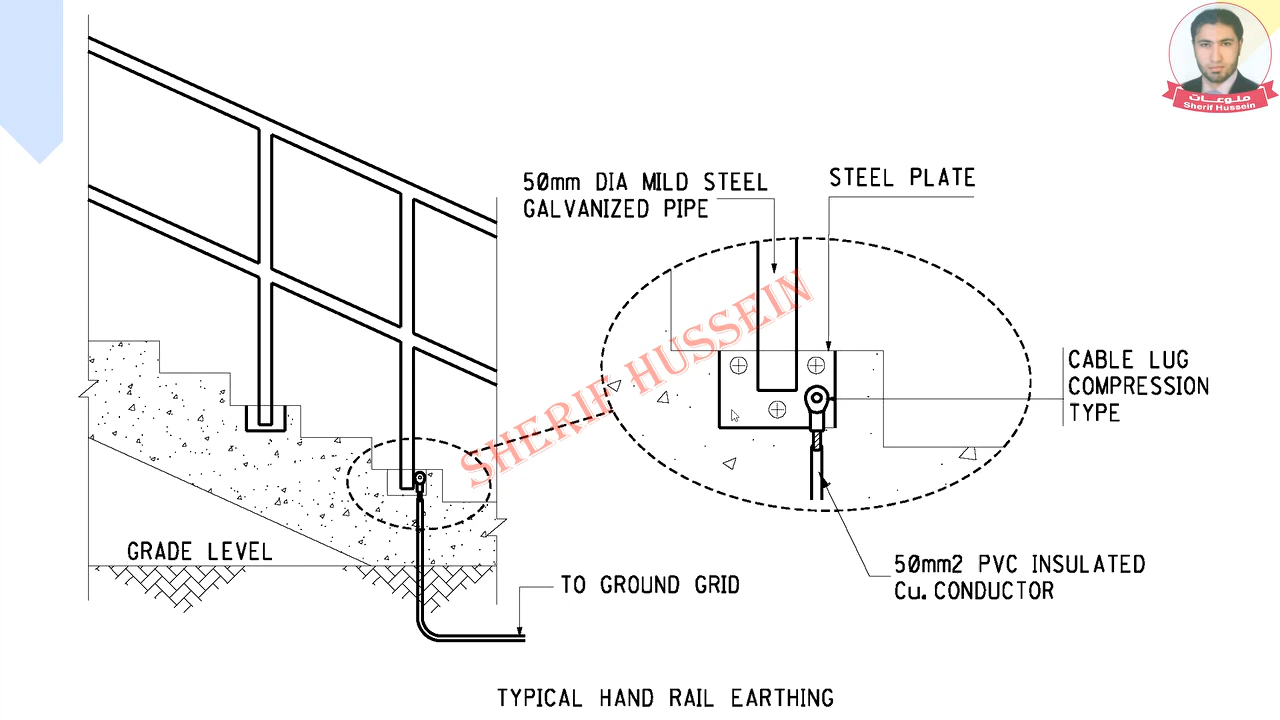 منوعات
Sherif Hussein
50mm DIA MILD STEEL
GALVANIZED PIPE
STEEL PLATE
SHERIF HUSSEIN
CABLE LUG
COMPRESSION
TYPE
GRADE LEVEL
TO GROUND GRID
50mm2 PVC INSULATED
Cu. CONDUCTOR
TYPICAL HAND RAIL EARTHING